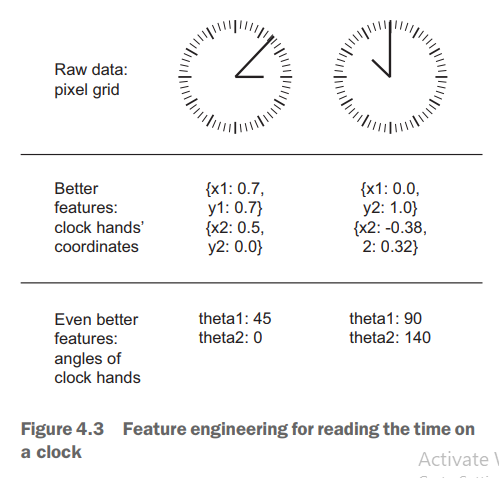 Raw data:
pixel grid
Better
features:
clock hands'
coordinates
{x1: 0.7,
y1: 0.7}
{x2: 0.5,
y2: 0.0}
{x1: 0.0,
y2: 1.0}
{x2: -0.38,
2: 0.32}
Even better
features:
angles of
clock hands
theta1: 45
theta2: 0
theta1: 90
theta2: 140
Figure 4.3 Feature engineering for reading the time on
a clock
Activate